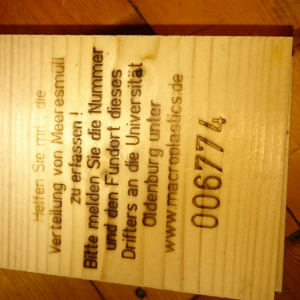 Helfen Sie mit, die
Verteilung von Meeresmüll
zu erfassen !
Bitte melden Sie die Nummer
und den Fundort dieses
Drifters an die Universität
Oldenburg unter
www.macroplastics.de
006774